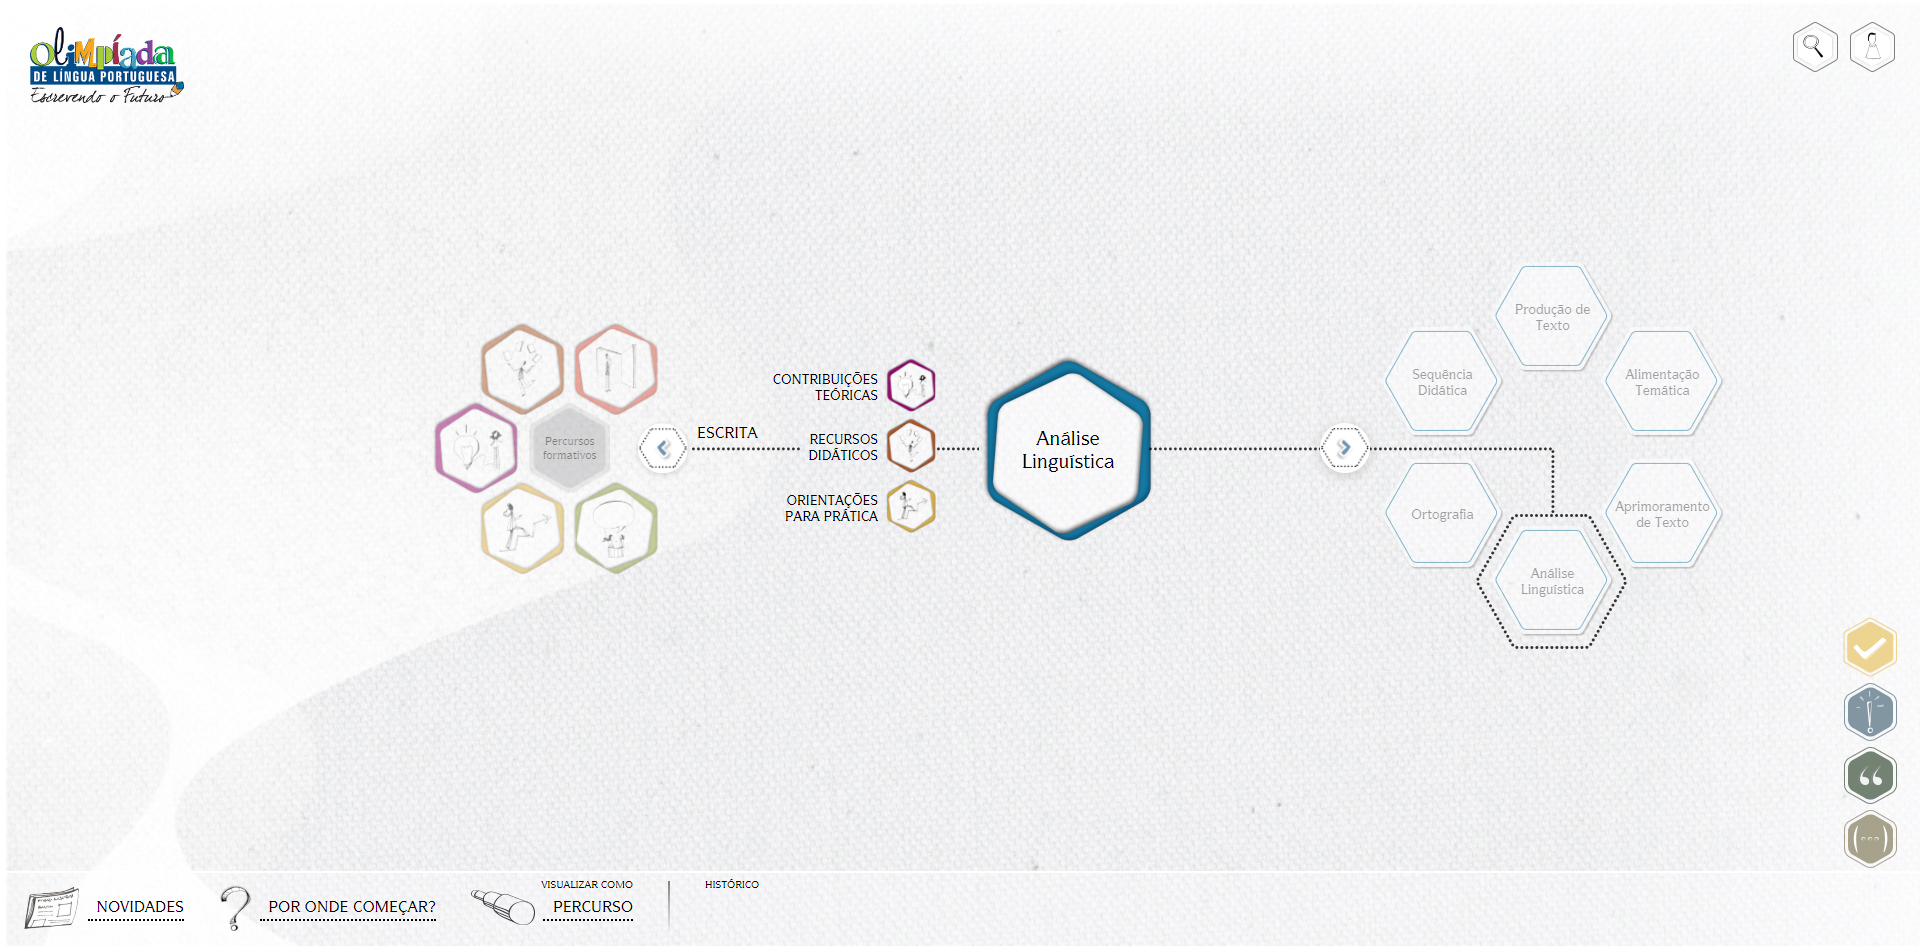 OLiMpíada
DE LÍNGUA PORTUGUESA
Escrevendo o Futuro
Produção de
Texto
Sequência
Didática
Alimentação
Temática
CONTRIBUIÇÕES
TEÓRICAS
Percursos
formativos
ESCRITA
RECURSOS
DIDÁTICOS
Análise
Linguística
ORIENTAÇÕES
PARA PRÁTICA
Ortografia
Aprimoramento
de Texto
Análise
Linguística
NOVIDADES
POR ONDE COMEÇAR?
VISUALIZAR COMO
PERCURSO
HISTÓRICO